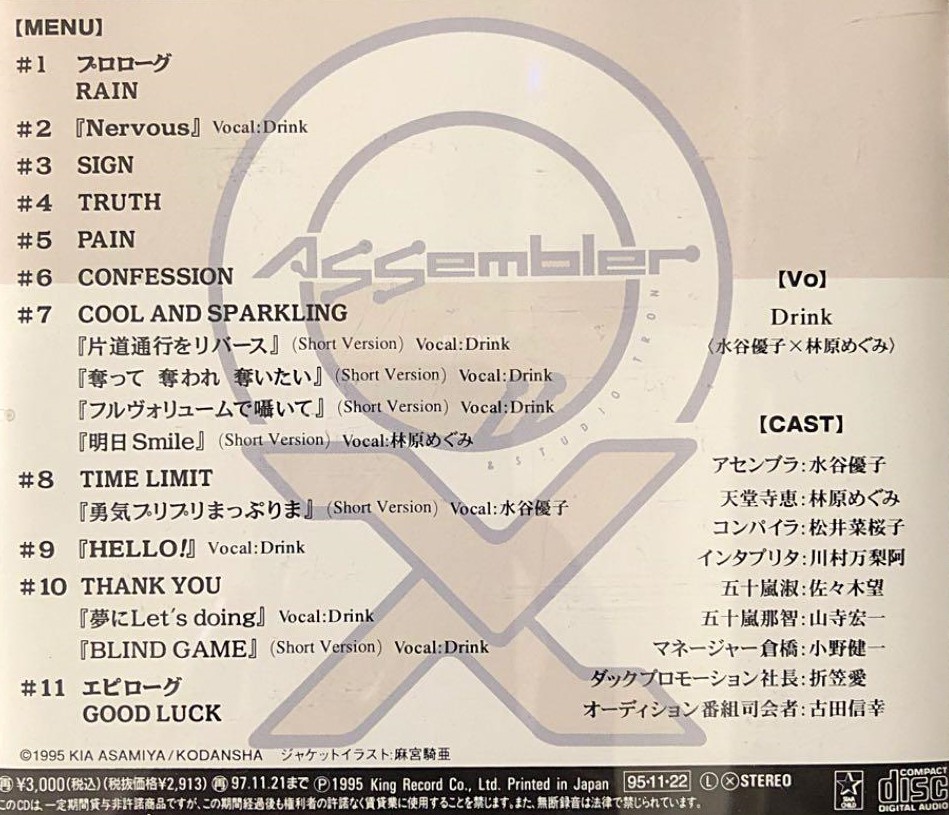 【MENU】
#1 プロローグ
RAIN
#2 『Nervous』 Vocal:Drink
#3 SIGN
#4 TRUTH
#5 PAIN
#6 CONFESSION
#7 COOL AND SPARKLING
『片道通行をリバース』 (Short Version) Vocal:Drink
『奪って 奪われ 奪いたい』 (Short Version) Vocal:Drink
『フルヴォリュームで囁いて』 (Short Version) Vocal:Drink
『明日Smile』 (Short Version) Vocal:林原めぐみ
#8 TIME LIMIT
『勇気プリプリまっぷりま』 (Short Version) Vocal:水谷優子
#9 『HELLO!』 Vocal:Drink
#10 THANK YOU
『夢にLet's doing』 Vocal:Drink
『BLIND GAME』 (Short Version) Vocal:Drink
#11 エピローグ
GOOD LUCK
Assembler
0X
& STUDIO TRON
【Vo】
Drink
〈水谷優子×林原めぐみ〉
【CAST】
アセンブラ:水谷優子
天堂寺恵:林原めぐみ
コンパイラ:松井菜桜子
インタプリタ:川村万梨阿
五十嵐淑:佐々木望
五十嵐那智:山寺宏一
マネージャー倉橋:小野健一
ダックプロモーション社長:折笠愛
オーディション番組司会者:古田信幸
©1995 KIA ASAMIYA/KODANSHA ジャケットイラスト:麻宮騎亜
再 ¥3,000(税込)(税抜価格¥2,913) 再 97.11.21まで Ⓟ1995 King Record Co., Ltd. Printed in Japan 95・11・22 Ⓛ Ⓧ STEREO
このCDは、一定期間貸与非許諾商品ですが、この期間経過後も権利者の許諾なく賃貸業に使用することを禁じます。また、無断録音は法律で禁じられています。
STAR CHILD
COMPACT disc DIGITAL AUDIO